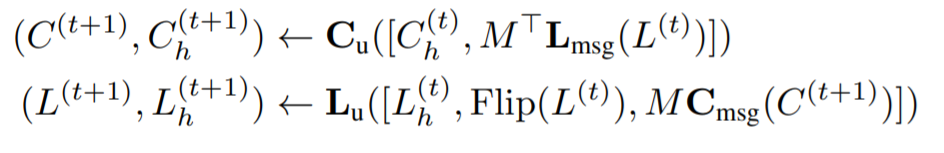 (C^{(t+1)}, C_h^{(t+1)}) ← C_u([C_h^{(t)}, M^⊤ L_msg(L^{(t)})])
(L^{(t+1)}, L_h^{(t+1)}) ← L_u([L_h^{(t)}, Flip(L^{(t)}), M C_msg(C^{(t+1)})])